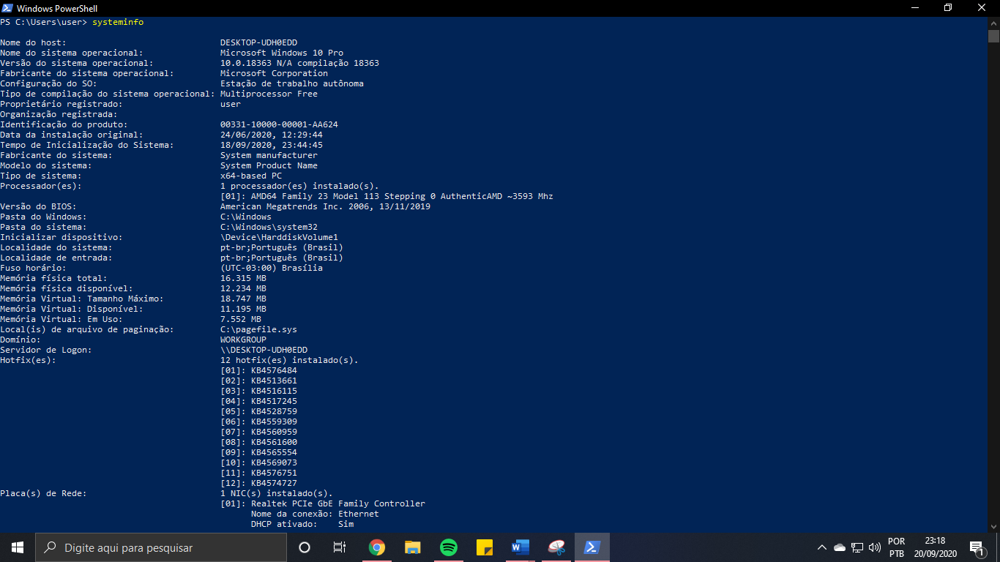 Windows PowerShell
PS C:\Users\user> systeminfo
Nome do host: DESKTOP-UDH0EDD
Nome do sistema operacional: Microsoft Windows 10 Pro
Versão do sistema operacional: 10.0.18363 N/A compilação 18363
Fabricante do sistema operacional: Microsoft Corporation
Configuração do SO: Estação de trabalho autônoma
Tipo de compilação do sistema operacional: Multiprocessor Free
Proprietário registrado: user
Organização registrada:
Identificação do produto: 00331-10000-00001-AA624
Data da instalação original: 24/06/2020, 12:29:44
Tempo de Inicialização do Sistema: 18/09/2020, 23:44:45
Fabricante do sistema: System manufacturer
Modelo do sistema: System Product Name
Tipo de sistema: x64-based PC
Processador(es): 1 processador(es) instalado(s).
[01]: AMD64 Family 23 Model 113 Stepping 0 AuthenticAMD ~3593 Mhz
Versão do BIOS: American Megatrends Inc. 2006, 13/11/2019
Pasta do Windows: C:\Windows
Pasta do sistema: C:\Windows\system32
Inicializar dispositivo: \Device\HarddiskVolume1
Localidade do sistema: pt-br;Português (Brasil)
Localidade de entrada: pt-br;Português (Brasil)
Fuso horário: (UTC-03:00) Brasília
Memória física total: 16.315 MB
Memória física disponível: 12.234 MB
Memória Virtual: Tamanho Máximo: 18.747 MB
Memória Virtual: Disponível: 11.195 MB
Memória Virtual: Em Uso: 7.552 MB
Local(is) de arquivo de paginação: C:\pagefile.sys
Domínio: WORKGROUP
Servidor de Logon: \\DESKTOP-UDH0EDD
Hotfix(es): 12 hotfix(es) instalado(s).
[01]: KB4576484
[02]: KB4513661
[03]: KB4516115
[04]: KB4517245
[05]: KB4528759
[06]: KB4559309
[07]: KB4560959
[08]: KB4561600
[09]: KB4565554
[10]: KB4569073
[11]: KB4576751
[12]: KB4574727
Placa(s) de Rede: 1 NIC(s) instalado(s).
[01]: Realtek PCIe GbE Family Controller
Nome da conexão: Ethernet
DHCP ativado: Sim
Digite aqui para pesquisar
POR
PTB
23:18
20/09/2020
1